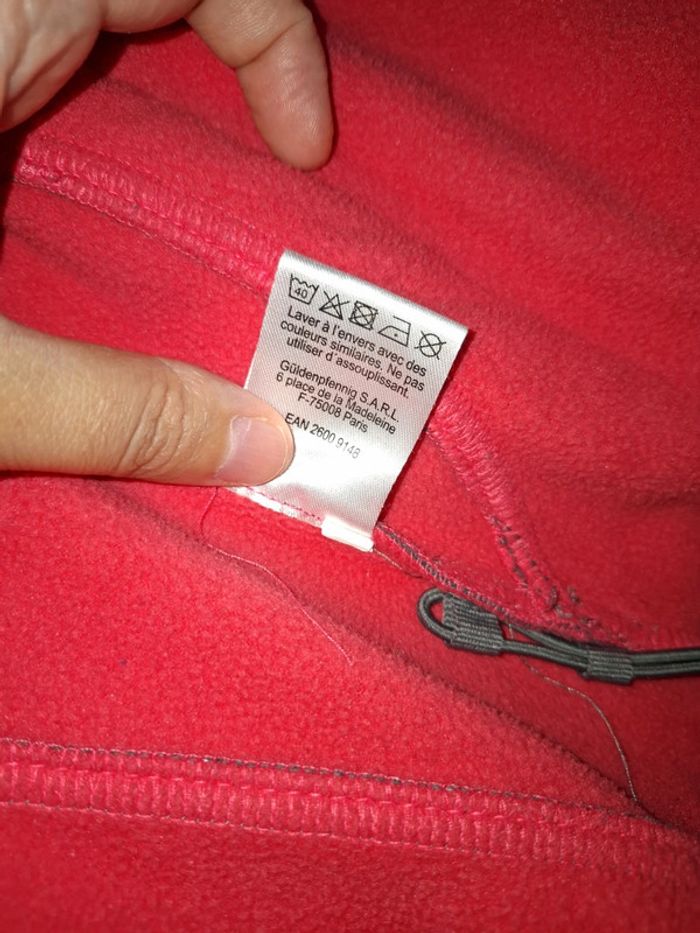 40
Laver à l'envers avec des
couleurs similaires. Ne pas
utiliser d'assouplissant.
Güldenpfennig S.A.R.L.
6 place de la Madeleine
F-75008 Paris
EAN 2600 9148